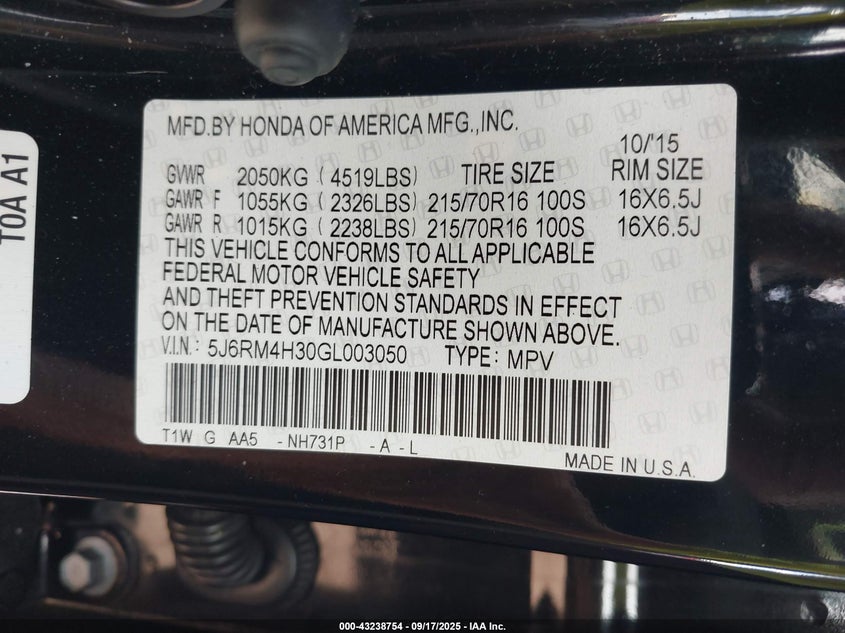 MFD.BY HONDA OF AMERICA MFG.,INC.
10/'15
GVWR 2050KG (4519LBS) TIRE SIZE RIM SIZE
GAWR F 1055KG (2326LBS) 215/70R16 100S 16X6.5J
GAWR R 1015KG (2238LBS) 215/70R16 100S 16X6.5J
THIS VEHICLE CONFORMS TO ALL APPLICABLE
FEDERAL MOTOR VEHICLE SAFETY
AND THEFT PREVENTION STANDARDS IN EFFECT
ON THE DATE OF MANUFACTURE SHOWN ABOVE.
V.I.N.: 5J6RM4H30GL003050 TYPE: MPV
T1W G AA5 -NH731P -A-L
MADE IN U.S.A.
T0A A1
000-43238754 - 09/17/2025 - IAA Inc.